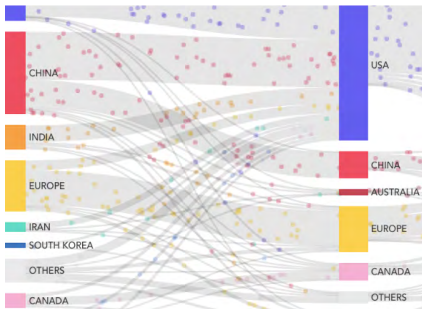 CHINA
INDIA
EUROPE
IRAN
SOUTH KOREA
OTHERS
CANADA
USA
CHINA
AUSTRALIA
EUROPE
CANADA
OTHERS